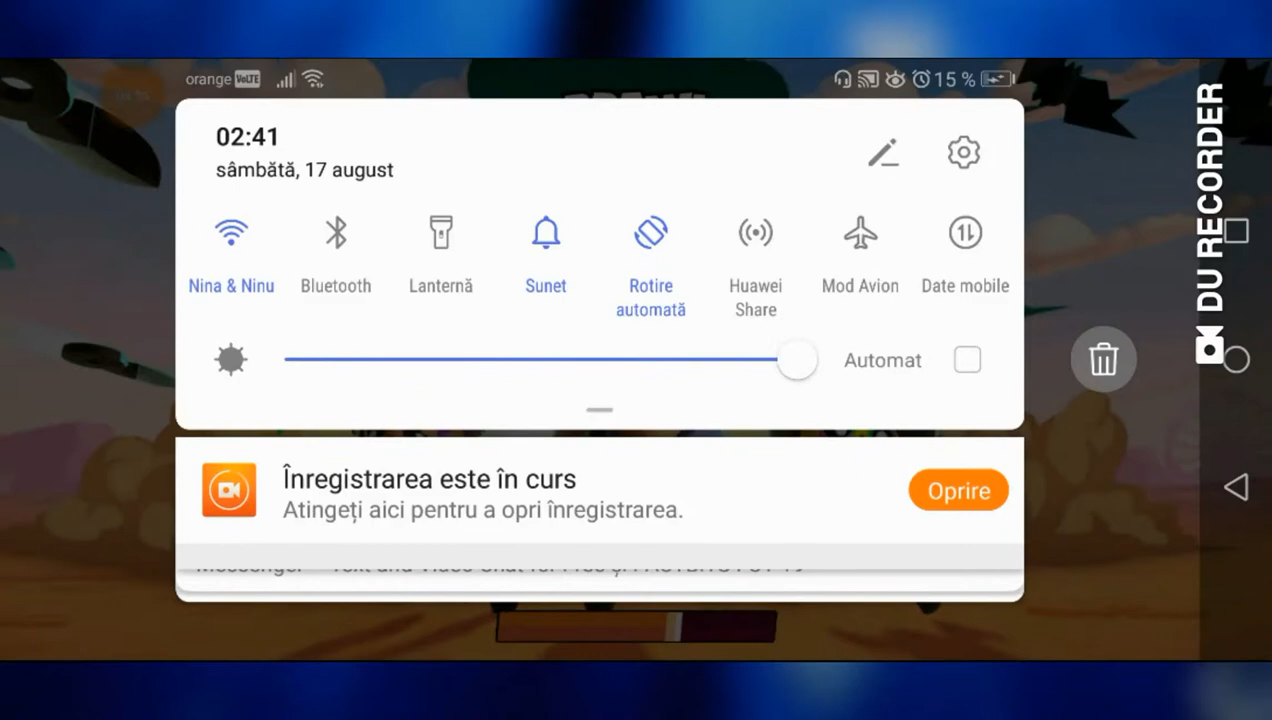 orange VoLTE
15 %
02:41
sâmbătă, 17 august
Nina & Ninu
Bluetooth
Lanternă
Sunet
Rotire
automată
Huawei
Share
Mod Avion
Date mobile
Automat
Înregistrarea este în curs
Atingeți aici pentru a opri înregistrarea.
Oprire
DU RECORDER